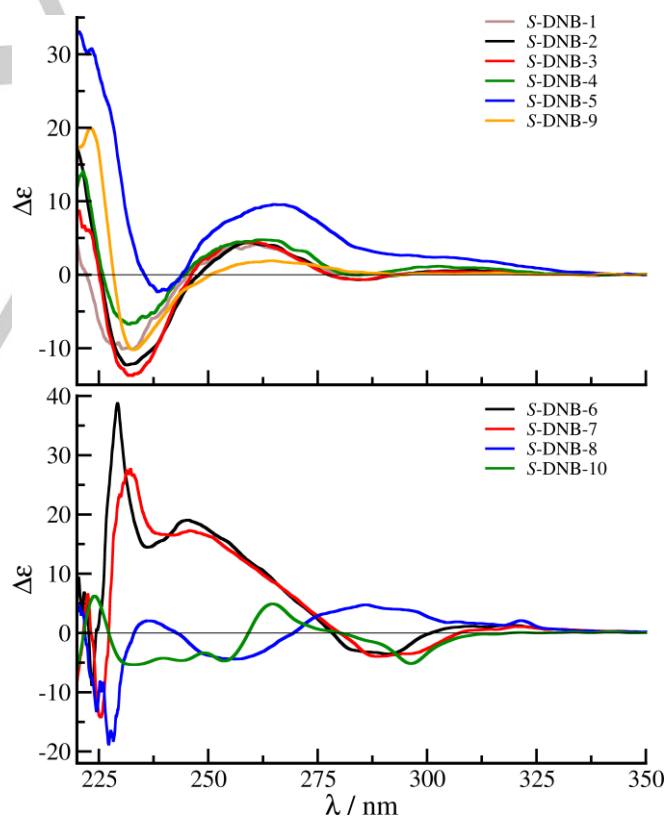 S-DNB-1
S-DNB-2
S-DNB-3
S-DNB-4
S-DNB-5
S-DNB-9
30
20
10
0
-10
Δε
S-DNB-6
S-DNB-7
S-DNB-8
S-DNB-10
40
30
20
10
0
-10
-20
Δε
225 250 275 300 325 350
λ / nm